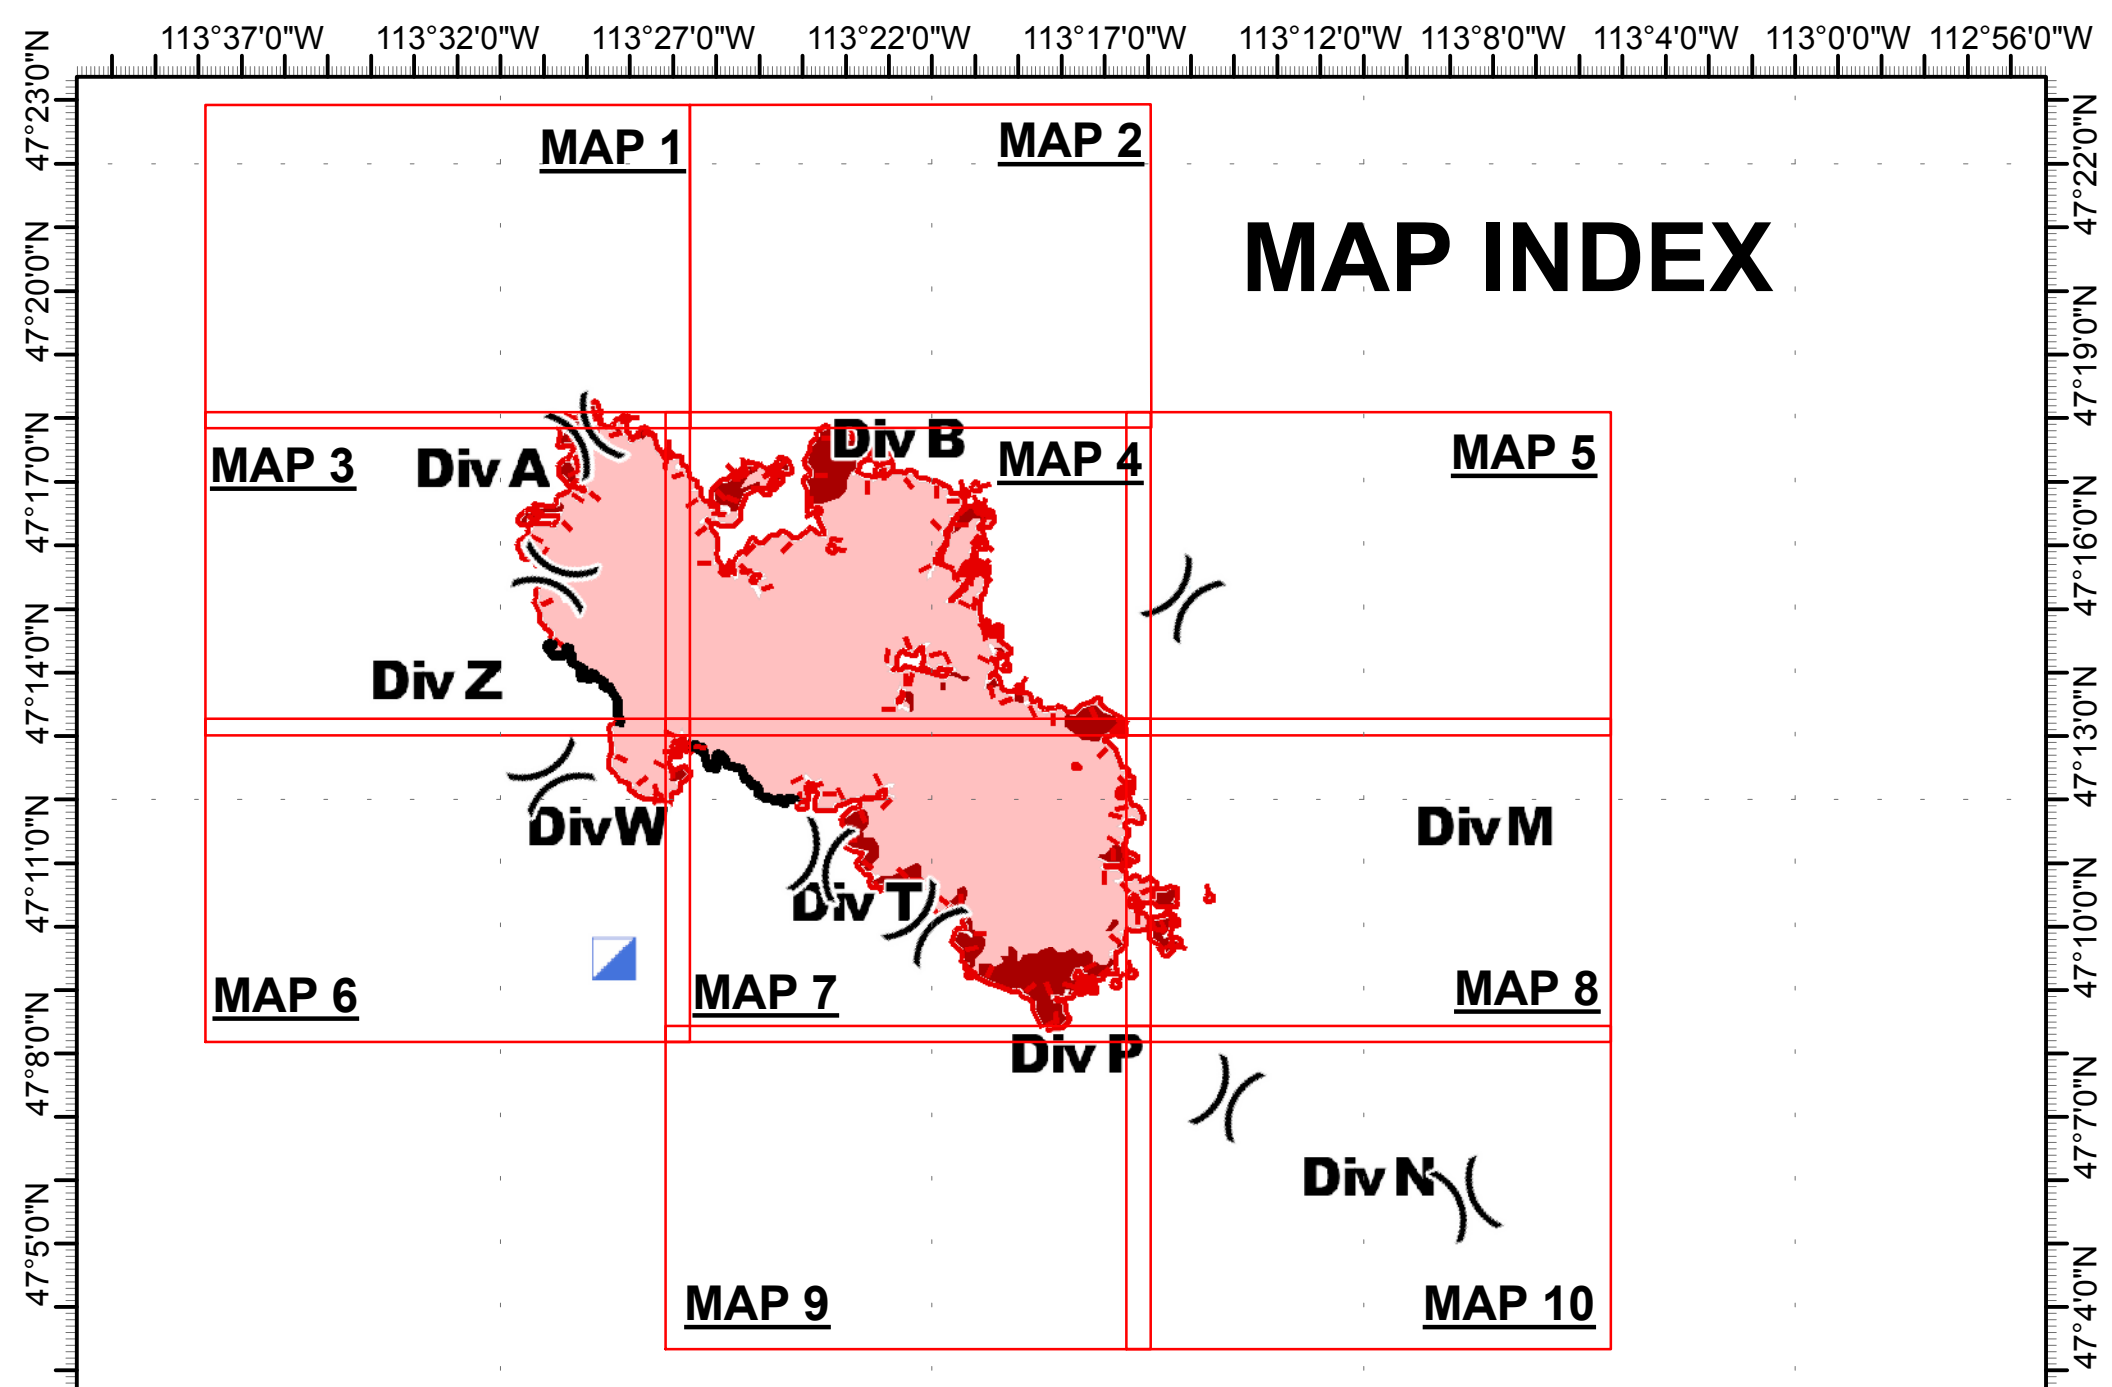 113°37'0"W 113°32'0"W 113°27'0"W 113°22'0"W 113°17'0"W 113°12'0"W 113°8'0"W 113°4'0"W 113°0'0"W 112°56'0"W
47°23'0"N
47°22'0"N
MAP 1
MAP 2
MAP INDEX
47°20'0"N
47°19'0"N
MAP 3
Div A
Div B
MAP 4
MAP 5
47°17'0"N
47°16'0"N
Div Z
47°14'0"N
47°13'0"N
Div W
Div M
47°11'0"N
47°10'0"N
Div T
MAP 6
MAP 7
MAP 8
Div P
47°8'0"N
47°7'0"N
Div N
47°5'0"N
47°4'0"N
MAP 9
MAP 10